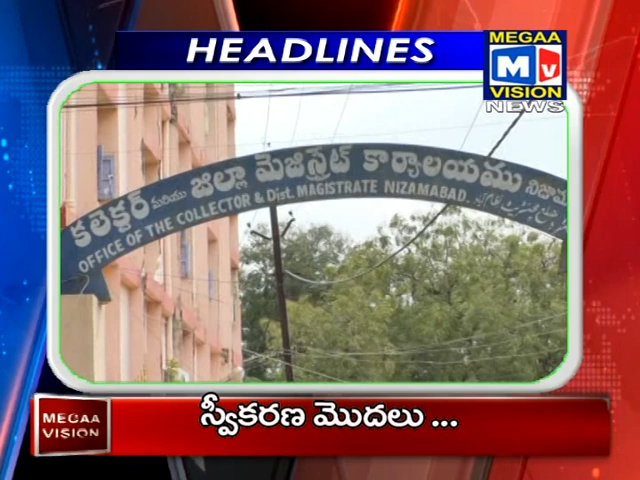 HEADLINES
MEGAA
MV
VISION
NEWS
కలెక్టర్ మరియు జిల్లా మెజిస్ట్రేట్ కార్యాలయము
OFFICE OF THE COLLECTOR & Dist. MAGISTRATE NIZAMABAD.
MEGAA
VISION
స్వీకరణ మొదలు ...